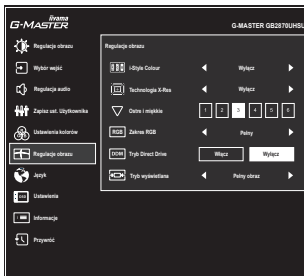 iiyama
G-MASTER
G-MASTER GB2870UHSU
Regulacje obrazu
Wybór wejść
Regulacja audio
Zapisz ust. Użytkownika
Ustawienia kolorów
Regulacje obrazu
Język
OSD
Ustawienia
Informacje
Przywróć
Regulacje obrazu
i-Style Colour
Wyłącz
Technologia X-Res
Wyłącz
Ostre i miękkie
1 2 3 4 5 6
RGB
Zakres RGB
Pełny
DDM
Tryb Direct Drive
Włącz
Wyłącz
Tryb wyświetlana
Pełny obraz